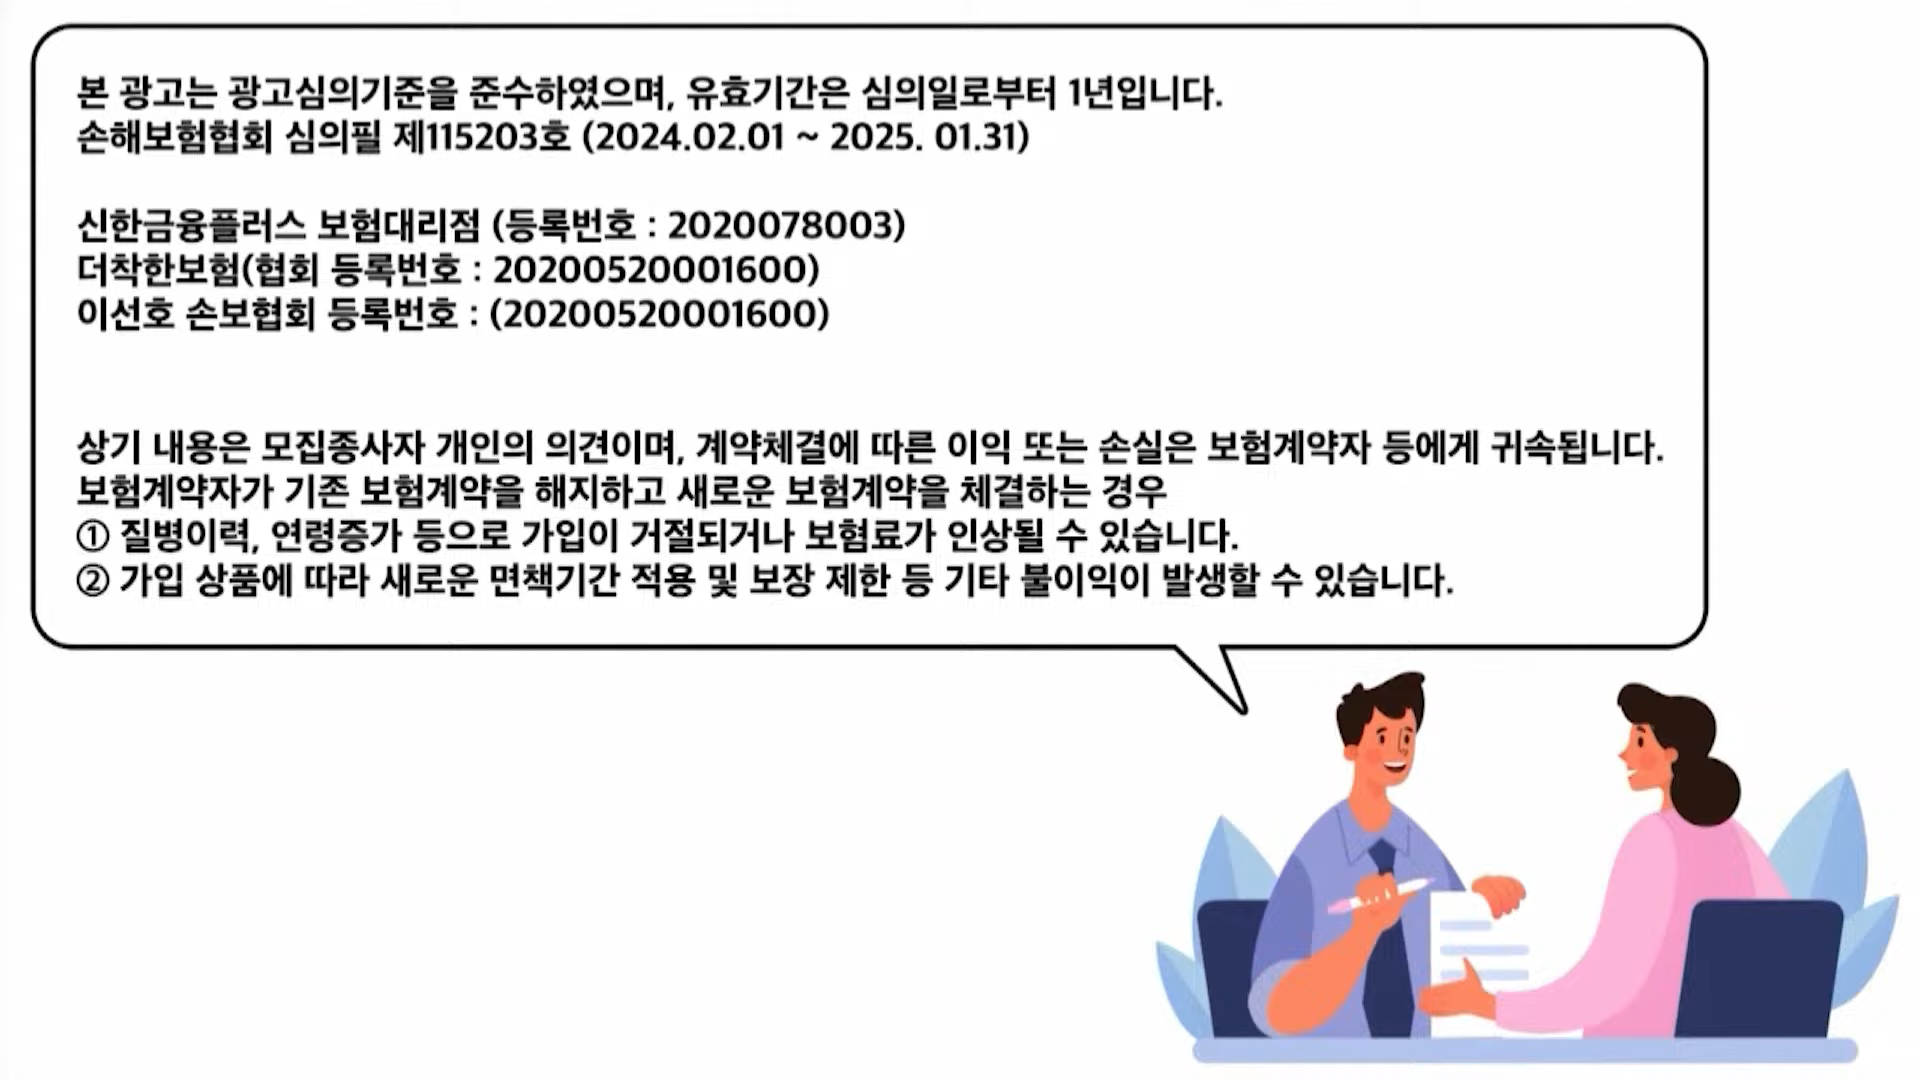 본 광고는 광고심의기준을 준수하였으며, 유효기간은 심의일로부터 1년입니다.
손해보험협회 심의필 제115203호 (2024.02.01 ~ 2025. 01.31)
신한금융플러스 보험대리점 (등록번호 : 2020078003)
더착한보험(협회 등록번호 : 20200520001600)
이선호 손보협회 등록번호 : (20200520001600)
상기 내용은 모집종사자 개인의 의견이며, 계약체결에 따른 이익 또는 손실은 보험계약자 등에게 귀속됩니다.
보험계약자가 기존 보험계약을 해지하고 새로운 보험계약을 체결하는 경우
① 질병이력, 연령증가 등으로 가입이 거절되거나 보험료가 인상될 수 있습니다.
② 가입 상품에 따라 새로운 면책기간 적용 및 보장 제한 등 기타 불이익이 발생할 수 있습니다.